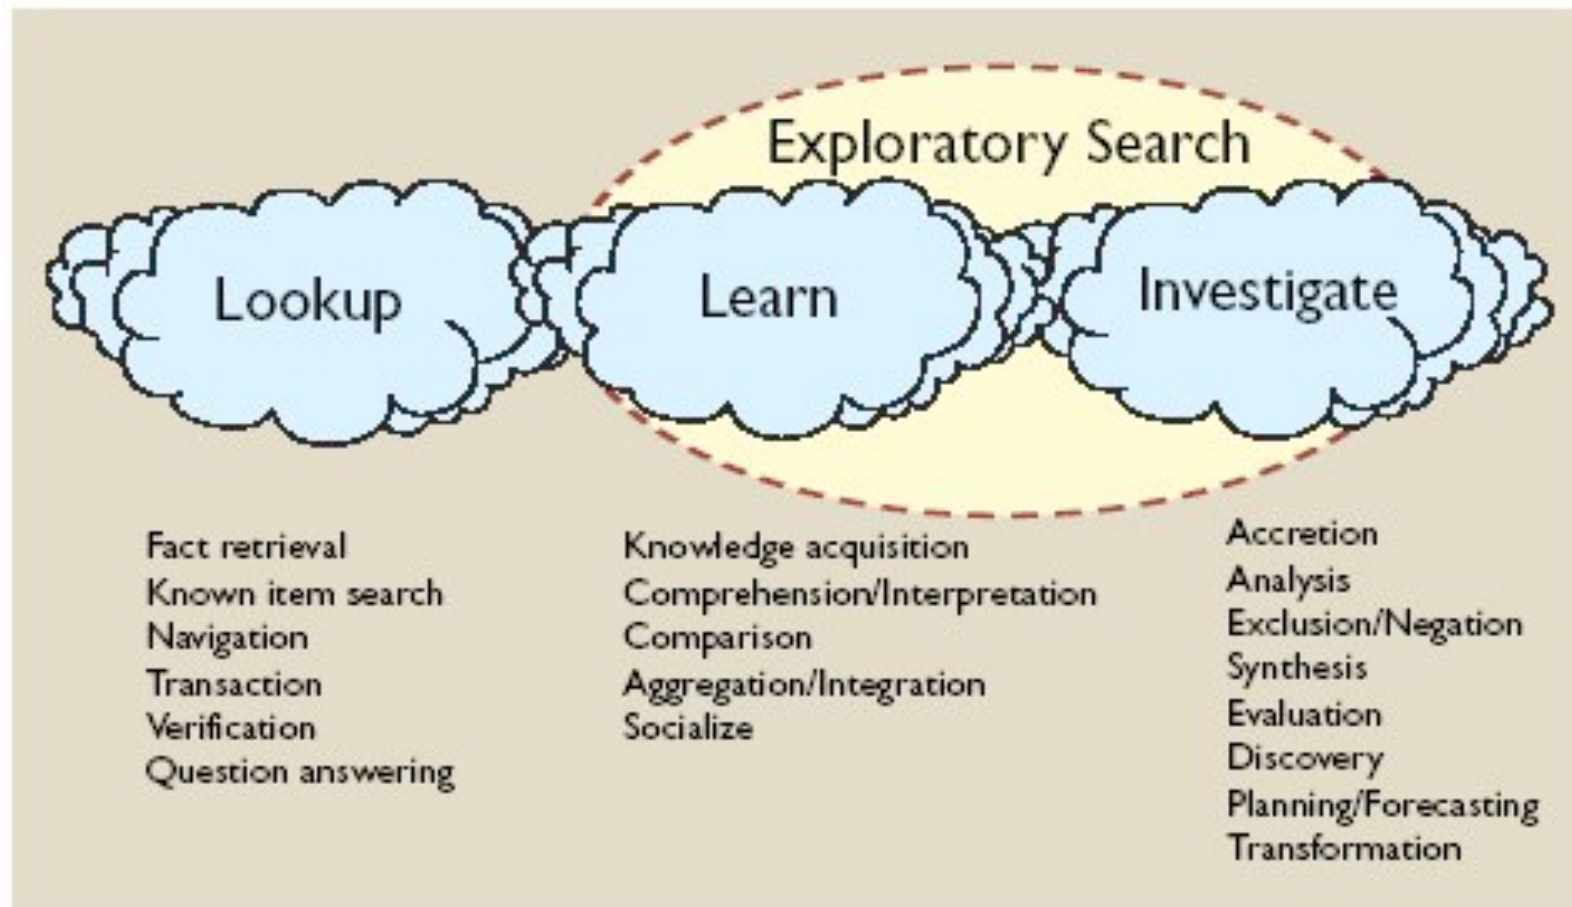 Exploratory Search
Lookup
Learn
Investigate
Fact retrieval
Known item search
Navigation
Transaction
Verification
Question answering
Knowledge acquisition
Comprehension/Interpretation
Comparison
Aggregation/Integration
Socialize
Accretion
Analysis
Exclusion/Negation
Synthesis
Evaluation
Discovery
Planning/Forecasting
Transformation